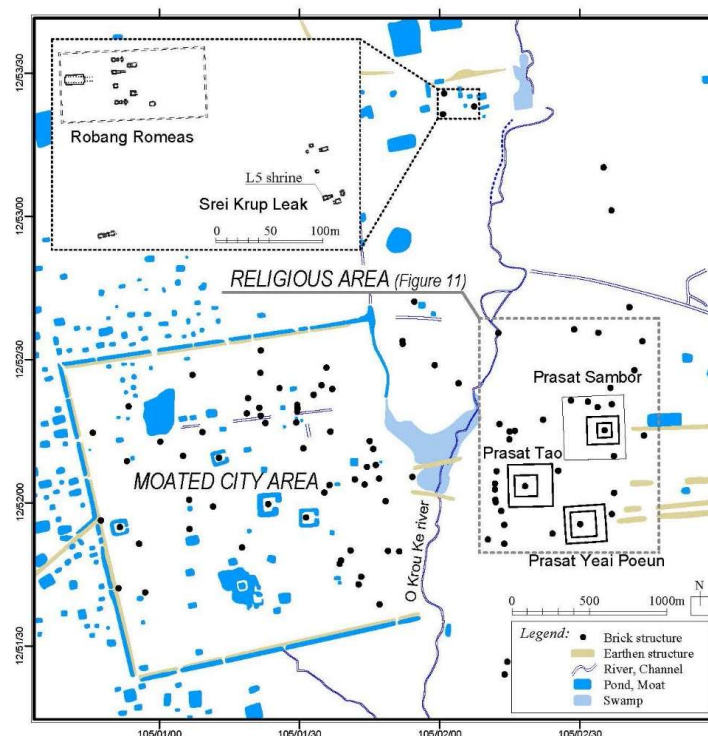 12/53/30
12/53/00
12/52/30
12/52/00
12/51/30
Robang Romeas
L5 shrine
Srei Krup Leak
0 50 100m
RELIGIOUS AREA (Figure 11)
Prasat Sambor
Prasat Tao
MOATED CITY AREA
Prasat Yeai Poeun
O Krou Ke river
N
0 500 1000m
Legend:
Brick structure
Earthen structure
River, Channel
Pond, Moat
Swamp
105/01/00 105/01/30 105/02/00 105/02/30